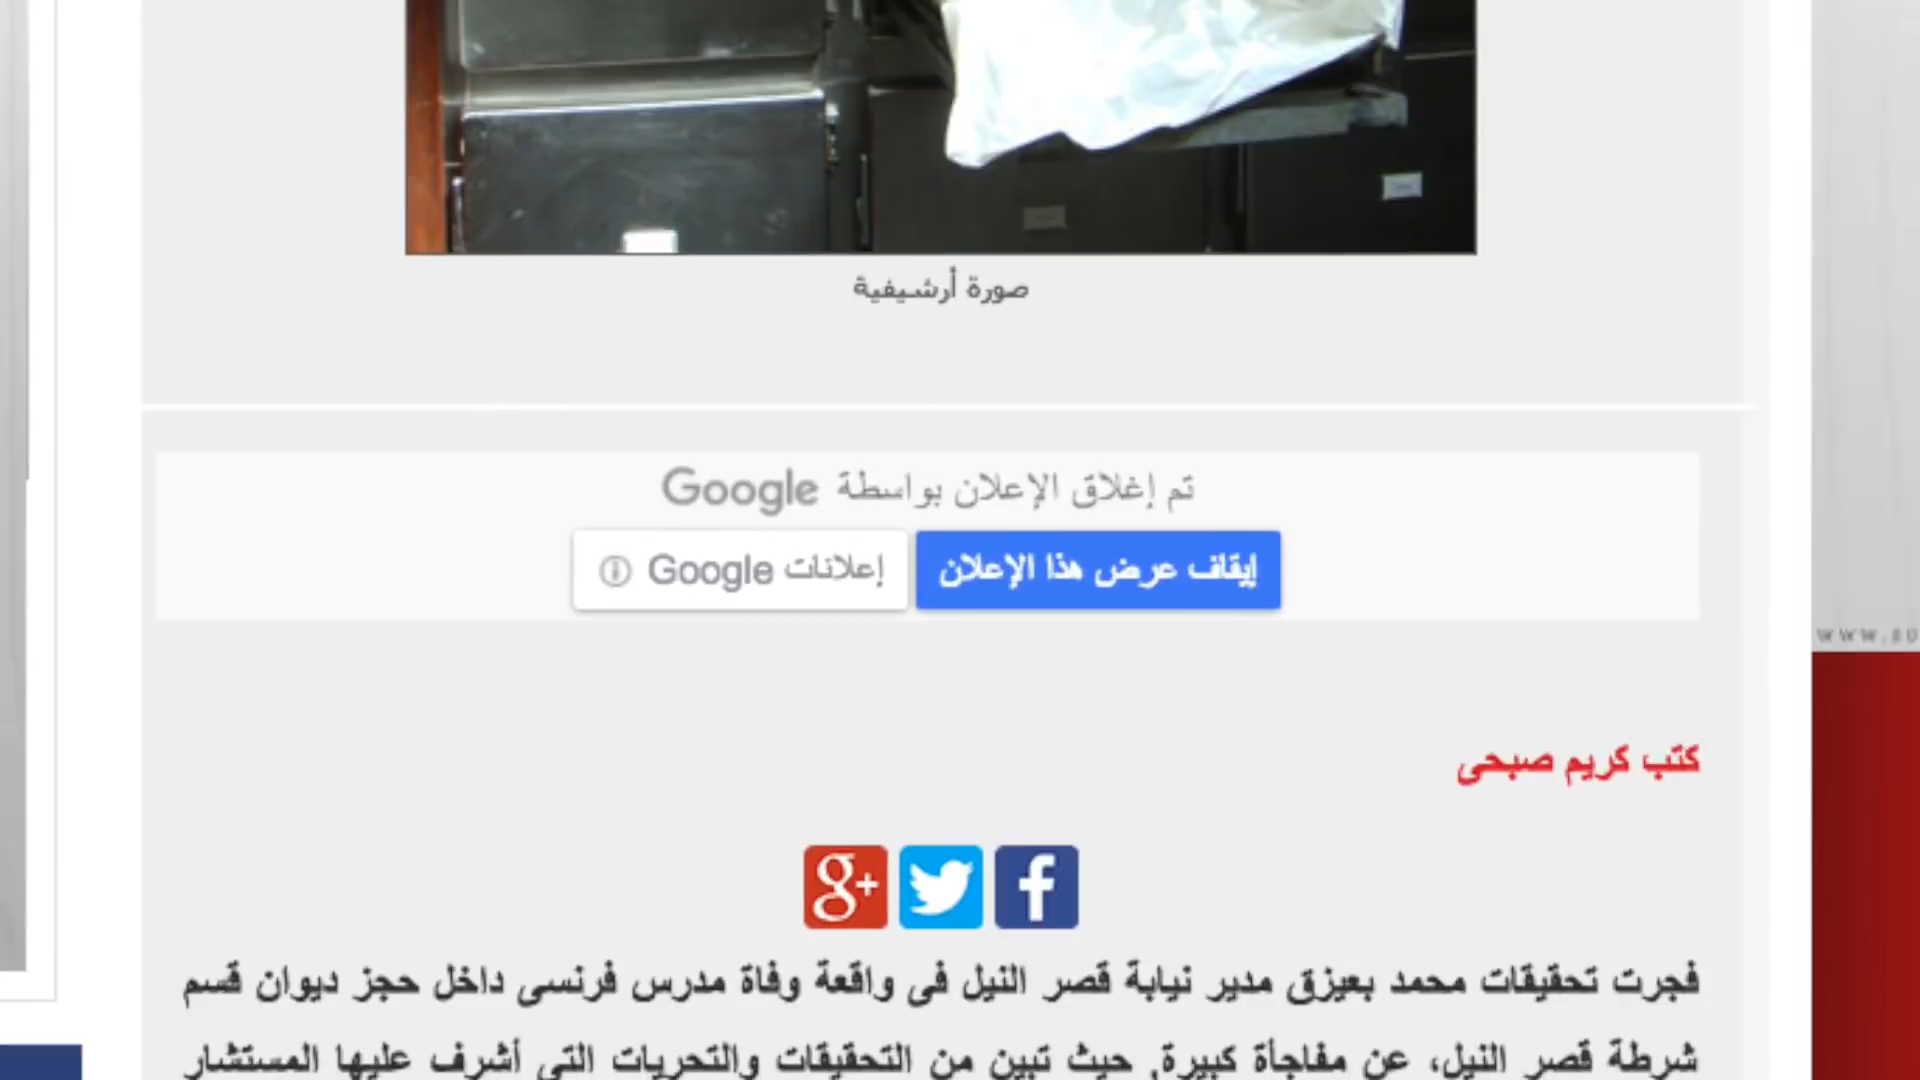 صورة أرشيفية
تم إغلاق الإعلان بواسطة Google
إيقاف عرض هذا الإعلان
إعلانات Google
كتب كريم صبحى
فجرت تحقيقات محمد بعيزق مدير نيابة قصر النيل فى واقعة وفاة مدرس فرنسى داخل حجز ديوان قسم
شرطة قصر النيل، عن مفاجأة كبيرة, حيث تبين من التحقيقات والتحريات التى أشرف عليها المستشار